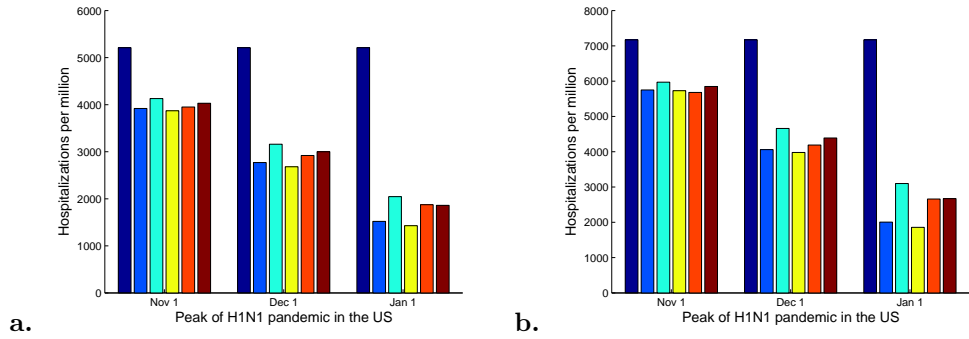 6000
5000
4000
3000
2000
1000
0
Hospitalizations per million
Nov 1 Dec 1 Jan 1
Peak of H1N1 pandemic in the US
a.
8000
7000
6000
5000
4000
3000
2000
1000
0
Hospitalizations per million
Nov 1 Dec 1 Jan 1
Peak of H1N1 pandemic in the US
b.